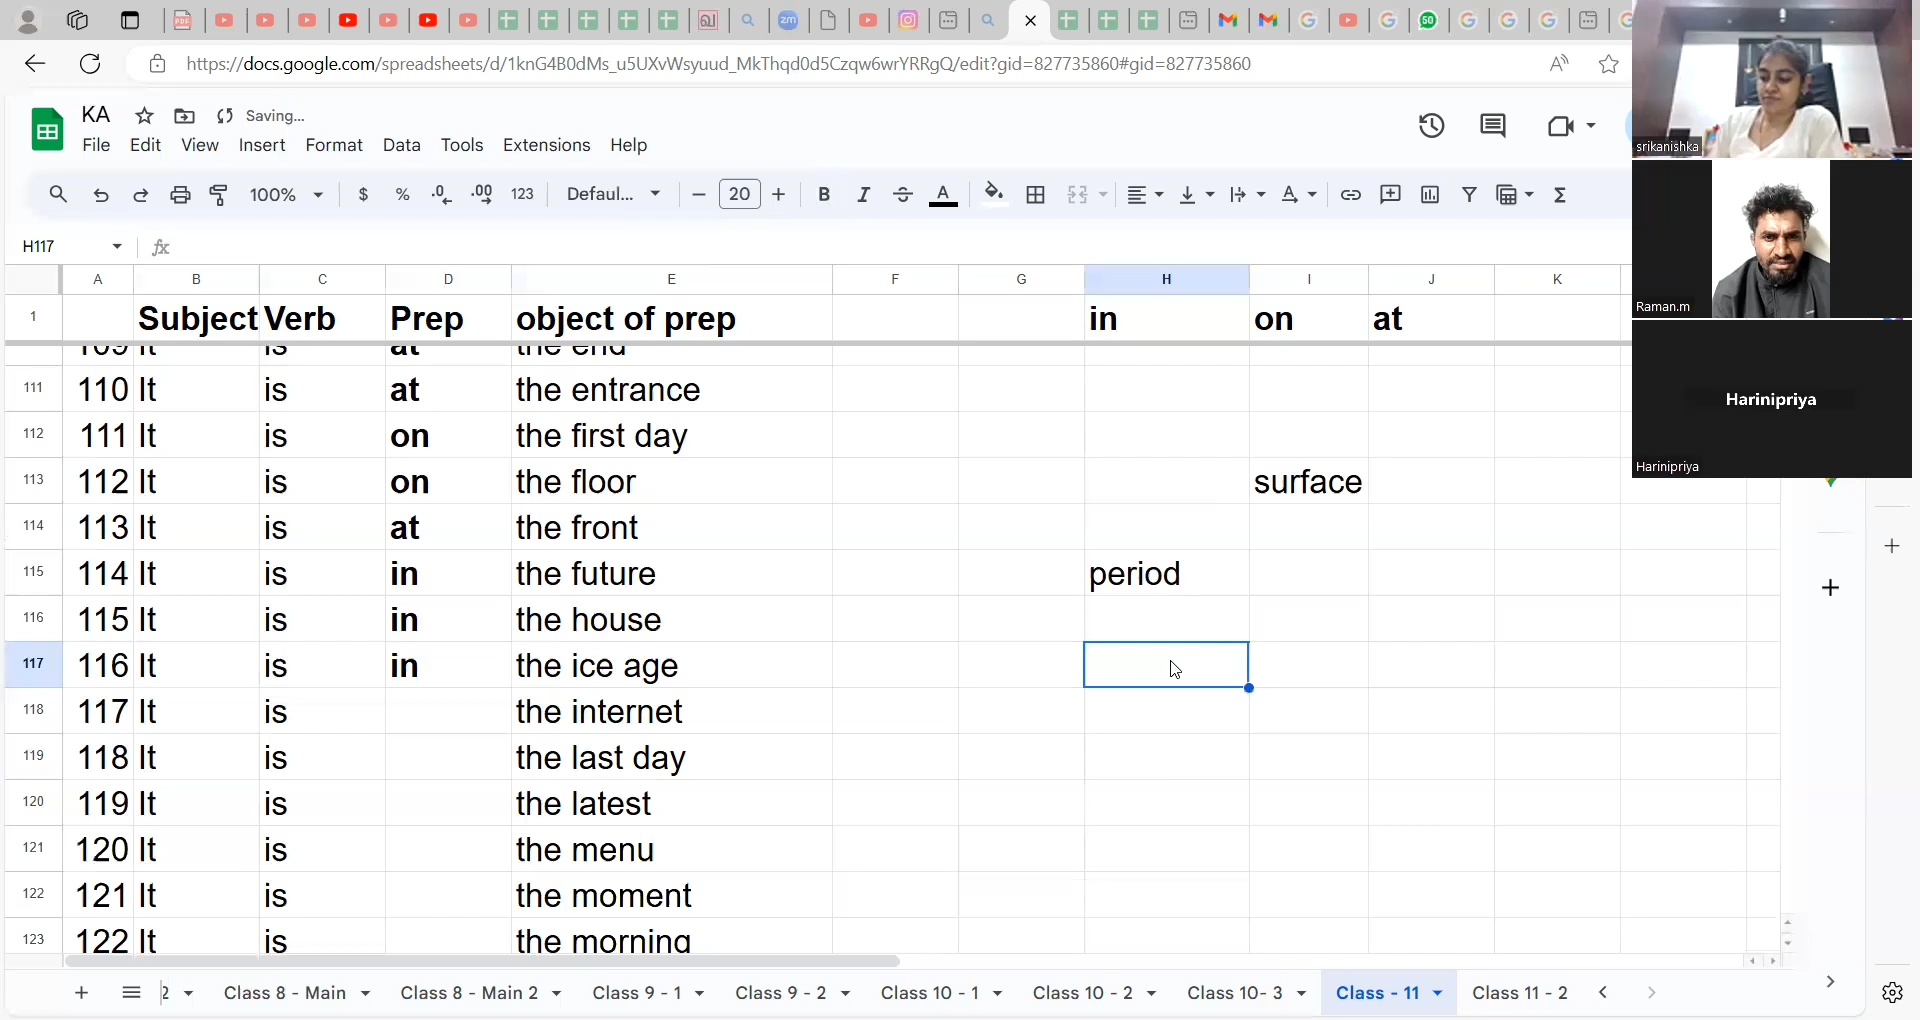 https://docs.google.com/spreadsheets/d/1knG4B0dMs_u5UXvWsyuud_MkThqd0d5Czqw6wrYRRgQ/edit?gid=827735860#gid=827735860
KA Saving...
File Edit View Insert Format Data Tools Extensions Help
100% $ % .0 .00 123 Defaul... 20 B I A
H117 fx
A B C D E F G H I J K
1 Subject Verb Prep object of prep in on at
109 It is at the end
111 110 It is at the entrance
112 111 It is on the first day
113 112 It is on the floor surface
114 113 It is at the front
115 114 It is in the future period
116 115 It is in the house
117 116 It is in the ice age
118 117 It is the internet
119 118 It is the last day
120 119 It is the latest
121 120 It is the menu
122 121 It is the moment
123 122 It is the morning
2 Class 8 - Main Class 8 - Main 2 Class 9 - 1 Class 9 - 2 Class 10 - 1 Class 10 - 2 Class 10- 3 Class - 11 Class 11 - 2
srikanishka
Raman.m
Harinipriya
Harinipriya